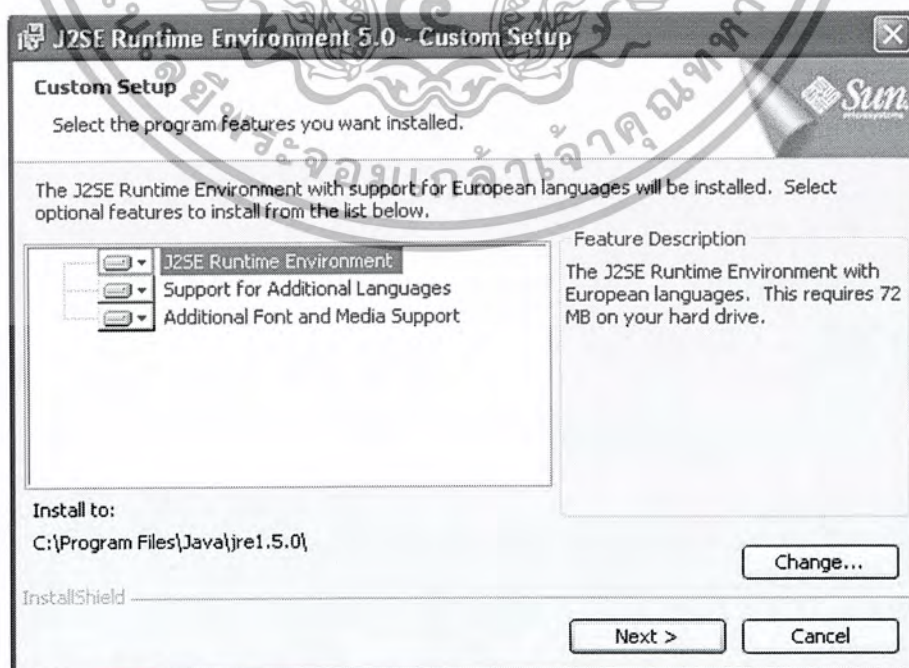 J2SE Runtime Environment 5.0 - Custom Setup
Custom Setup
Select the program features you want installed.
Sun
microsystems
The J2SE Runtime Environment with support for European languages will be installed. Select
optional features to install from the list below.
J2SE Runtime Environment
Support for Additional Languages
Additional Font and Media Support
Feature Description
The J2SE Runtime Environment with
European languages. This requires 72
MB on your hard drive.
Install to:
C:\Program Files\Java\jre1.5.0\
Change...
InstallShield
Next >
Cancel